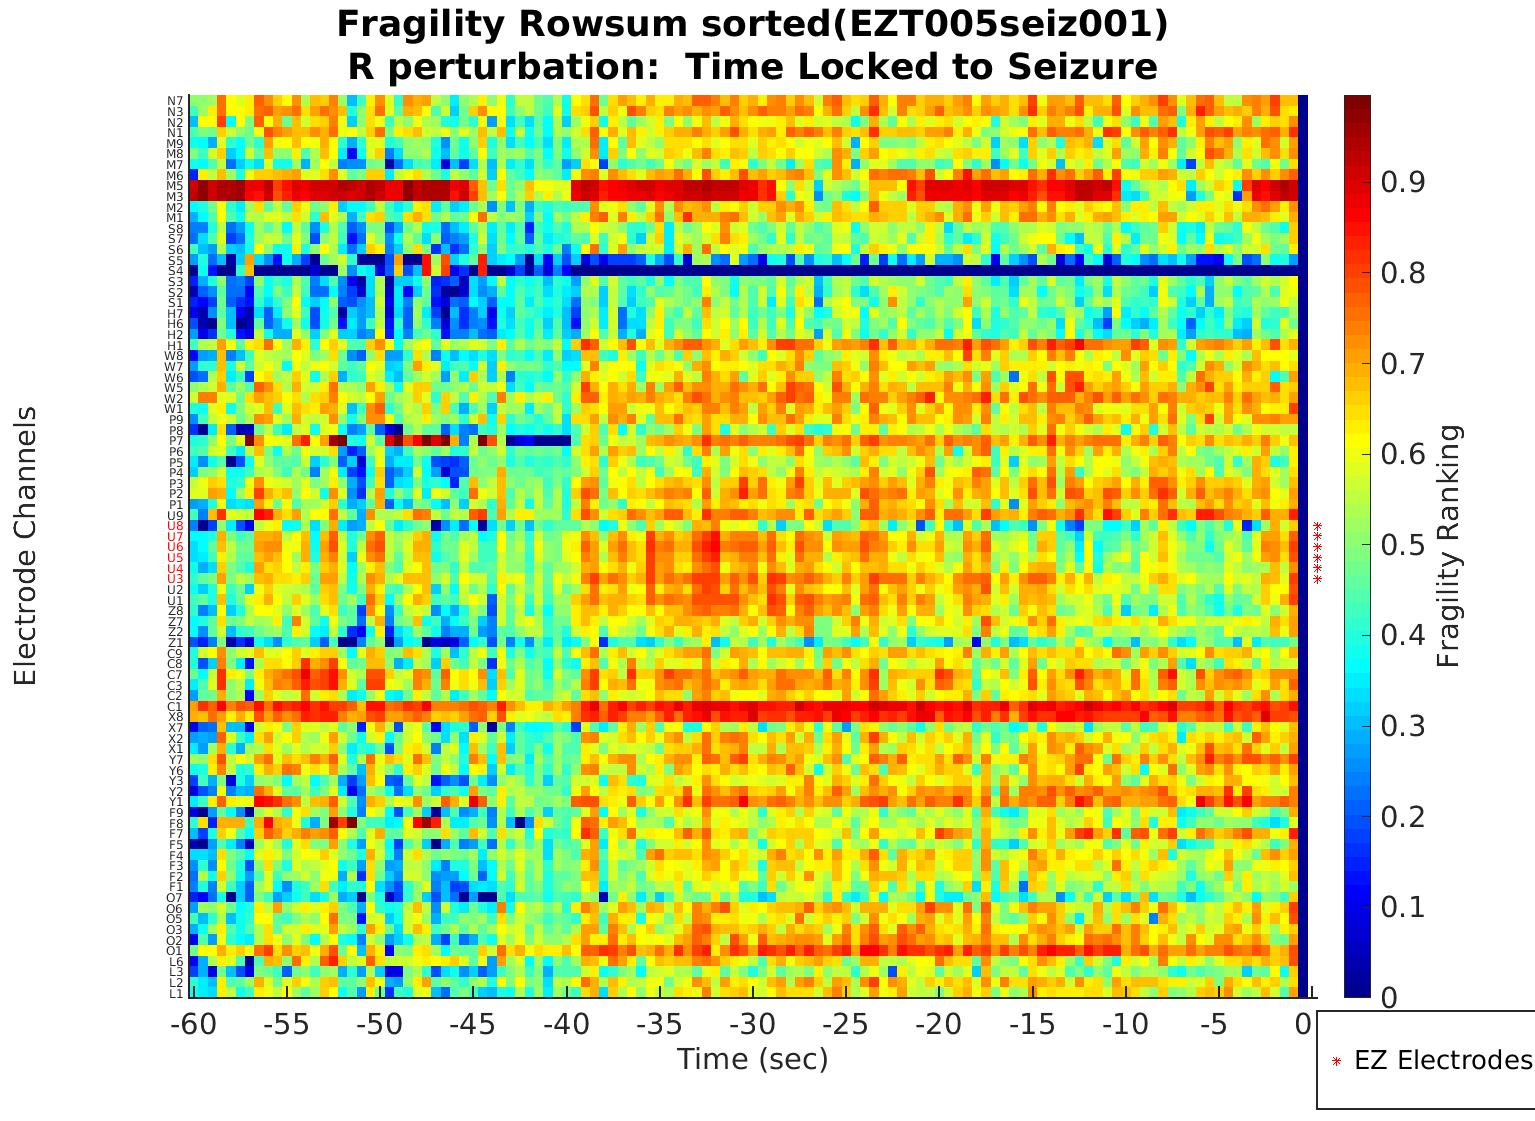 Fragility Rowsum sorted(EZT005seiz001)
R perturbation: Time Locked to Seizure
Electrode Channels
N7
N3
N2
N1
M9
M8
M7
M6
M5
M3
M2
M1
S8
S7
S6
S5
S4
S3
S2
S1
H7
H6
H2
H1
W8
W7
W6
W5
W2
W1
P9
P8
P7
P6
P5
P4
P3
P2
P1
U9
U8
U7
U6
U5
U4
U3
U2
U1
Z8
Z7
Z2
Z1
C9
C8
C7
C3
C2
C1
X8
X7
X2
X1
Y7
Y6
Y3
Y2
Y1
F9
F8
F7
F5
F4
F3
F2
F1
O7
O6
O5
O3
O2
O1
L6
L3
L2
L1
-60 -55 -50 -45 -40 -35 -30 -25 -20 -15 -10 -5 0
Time (sec)
0.9
0.8
0.7
0.6
0.5
0.4
0.3
0.2
0.1
0
Fragility Ranking
EZ Electrodes